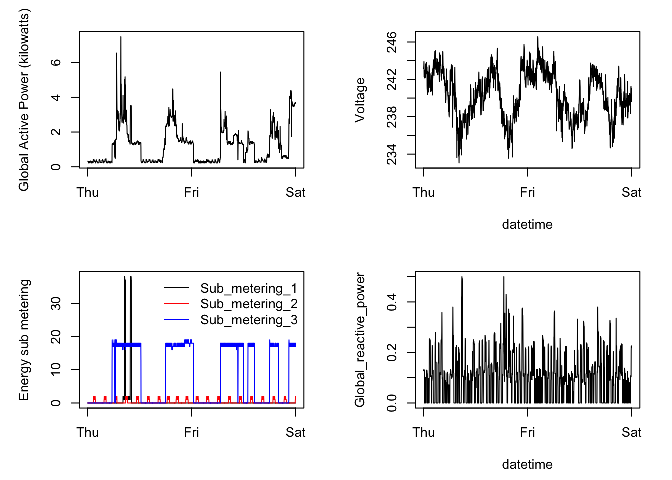 Global Active Power (kilowatts)
6
4
2
0
Thu
Fri
Sat
Voltage
246
242
238
234
Thu
Fri
Sat
datetime
Energy sub metering
30
20
10
0
Sub_metering_1
Sub_metering_2
Sub_metering_3
Thu
Fri
Sat
Global_reactive_power
0.4
0.2
0.0
Thu
Fri
Sat
datetime